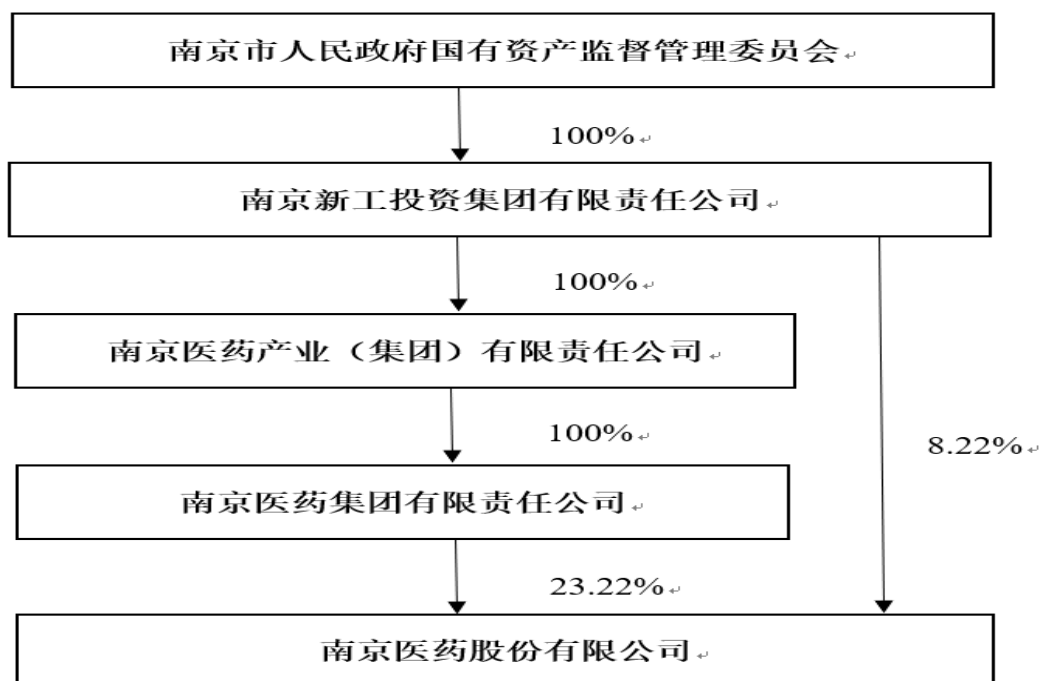 南京市人民政府国有资产监督管理委员会
100%
南京新工投资集团有限责任公司
100%
南京医药产业（集团）有限责任公司
100%
8.22%
南京医药集团有限责任公司
23.22%
南京医药股份有限公司